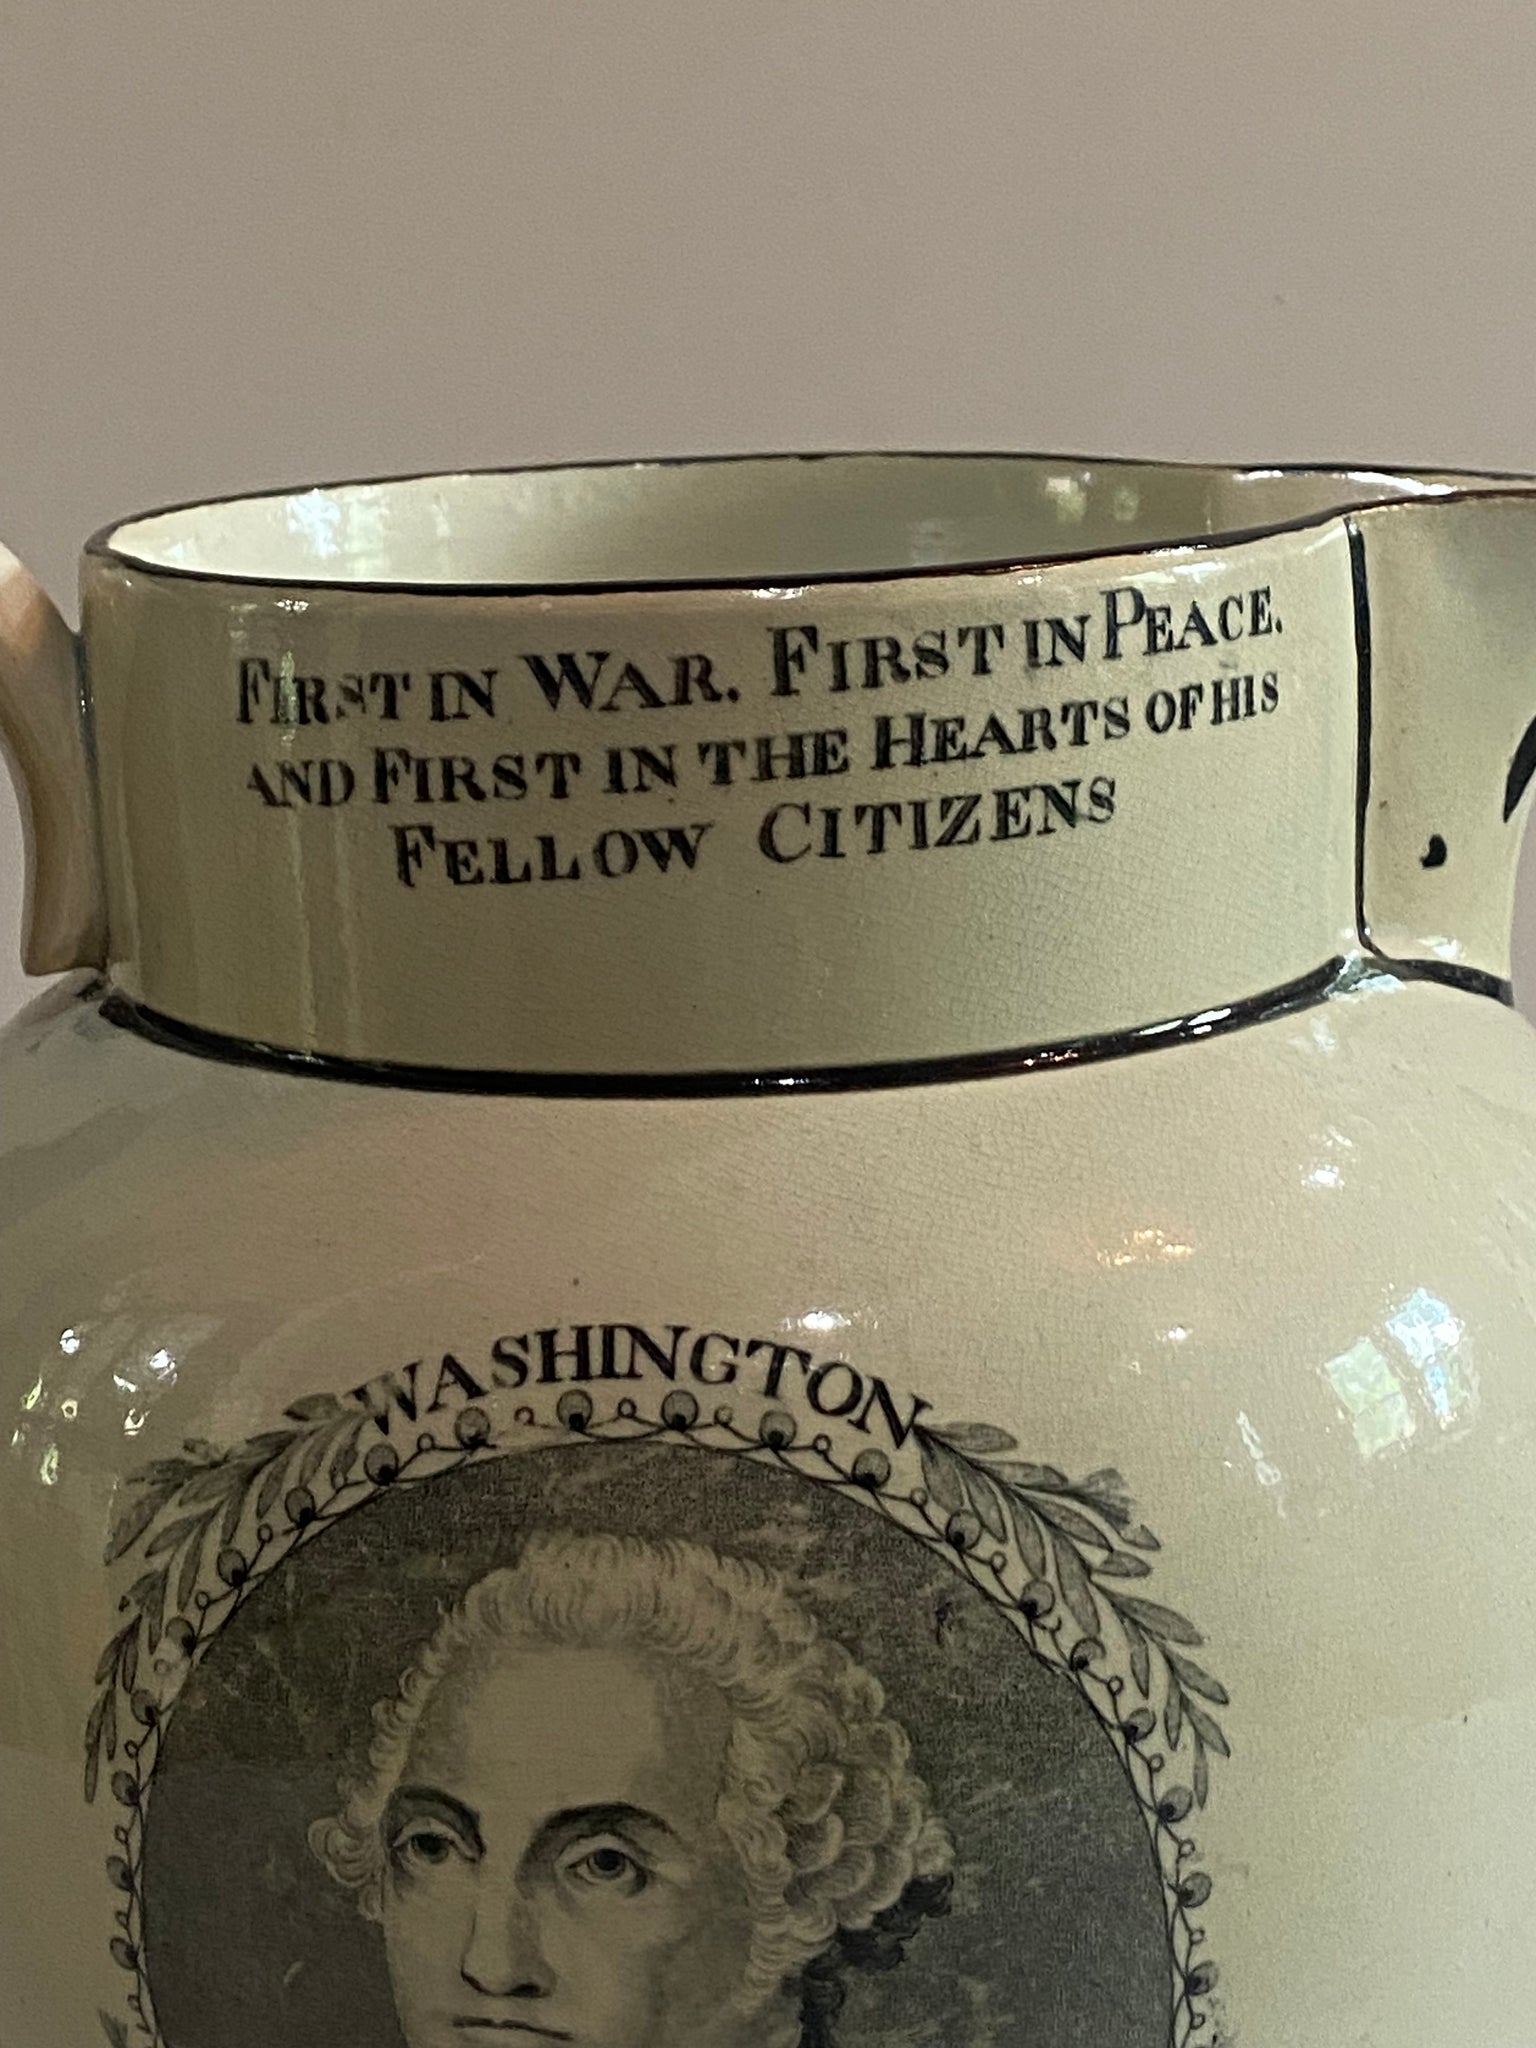 FIRST IN WAR. FIRST IN PEACE.
AND FIRST IN THE HEARTS OF HIS
FELLOW CITIZENS
WASHINGTON